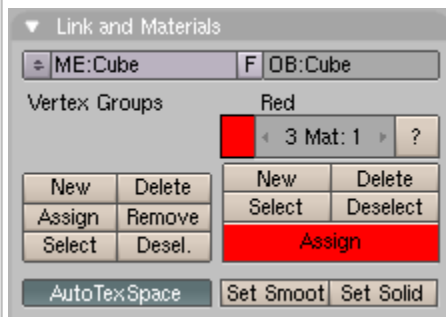 Link and Materials
ME:Cube F OB:Cube
Vertex Groups Red
3 Mat: 1 ?
New Delete New Delete
Assign Remove Select Deselect
Select Desel. Assign
AutoTexSpace Set Smoot Set Solid